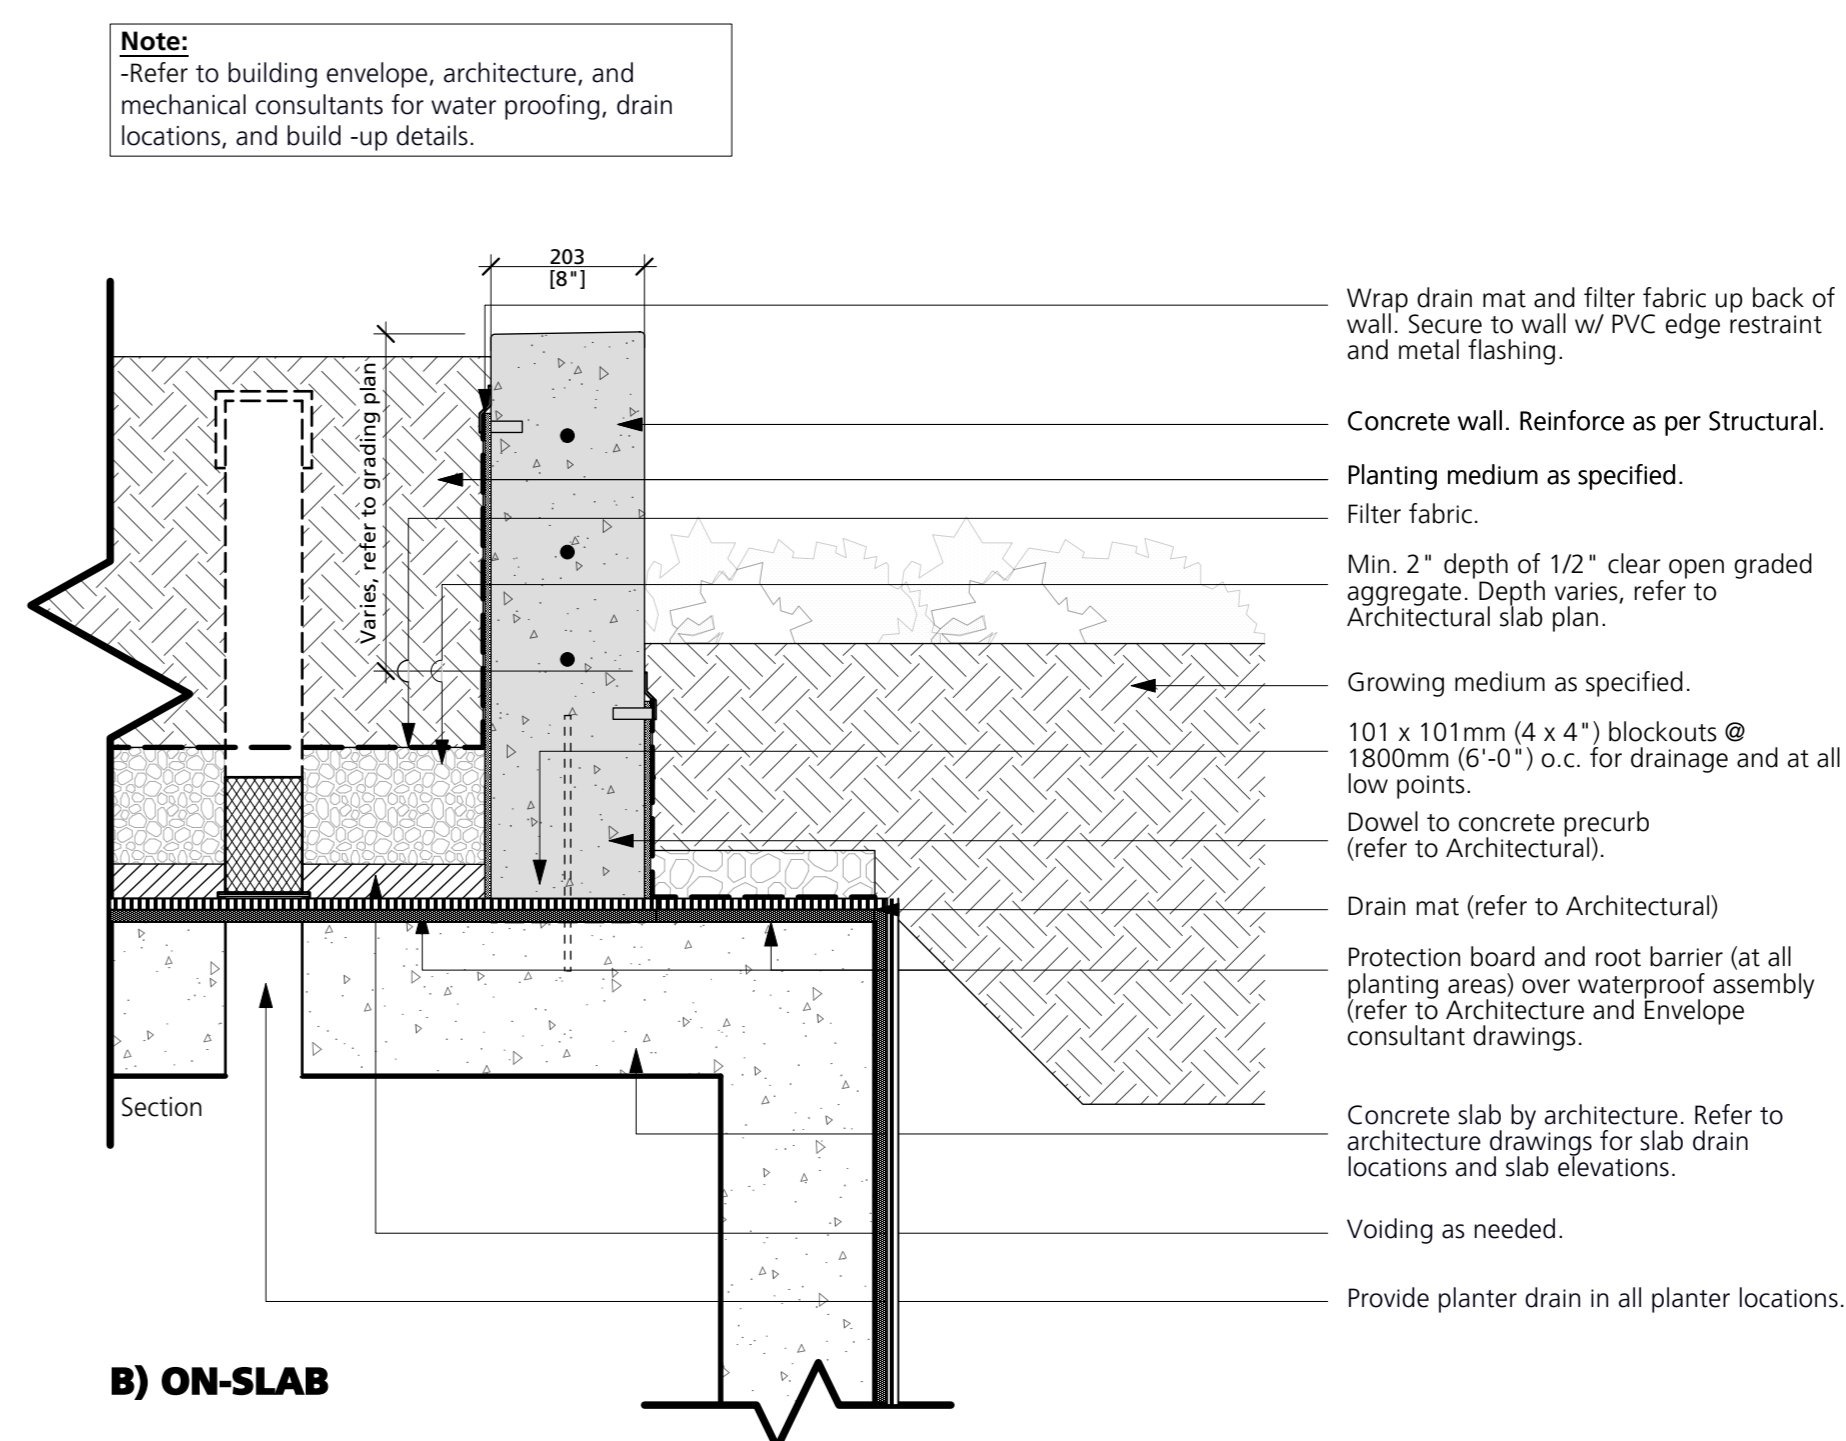 Note:
-Refer to building envelope, architecture, and
mechanical consultants for water proofing, drain
locations, and build -up details.
203
[8"]
Varies, refer to grading plan
Wrap drain mat and filter fabric up back of
wall. Secure to wall w/ PVC edge restraint
and metal flashing.
Concrete wall. Reinforce as per Structural.
Planting medium as specified.
Filter fabric.
Min. 2" depth of 1/2" clear open graded
aggregate. Depth varies, refer to
Architectural slab plan.
Growing medium as specified.
101 x 101mm (4 x 4") blockouts @
1800mm (6'-0") o.c. for drainage and at all
low points.
Dowel to concrete precurb
(refer to Architectural).
Drain mat (refer to Architectural)
Protection board and root barrier (at all
planting areas) over waterproof assembly
(refer to Architecture and Envelope
consultant drawings.
Concrete slab by architecture. Refer to
architecture drawings for slab drain
locations and slab elevations.
Voiding as needed.
Provide planter drain in all planter locations.
Section
B) ON-SLAB